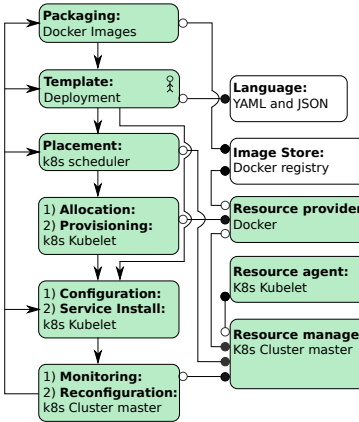 Packaging:
Docker Images
Template:
Deployment
Placement:
k8s scheduler
1) Allocation:
2) Provisioning:
k8s Kubelet
1) Configuration:
2) Service Install:
k8s Kubelet
1) Monitoring:
2) Reconfiguration:
k8s Cluster master
Language:
YAML and JSON
Image Store:
Docker registry
Resource provider
Docker
Resource agent:
K8s Kubelet
Resource manage
K8s Cluster master